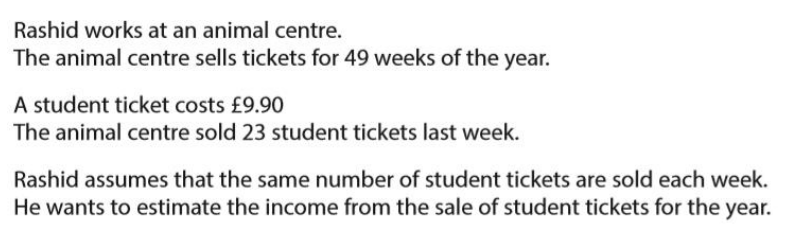 Rashid works at an animal centre.
The animal centre sells tickets for 49 weeks of the year.
A student ticket costs £9.90
The animal centre sold 23 student tickets last week.
Rashid assumes that the same number of student tickets are sold each week.
He wants to estimate the income from the sale of student tickets for the year.